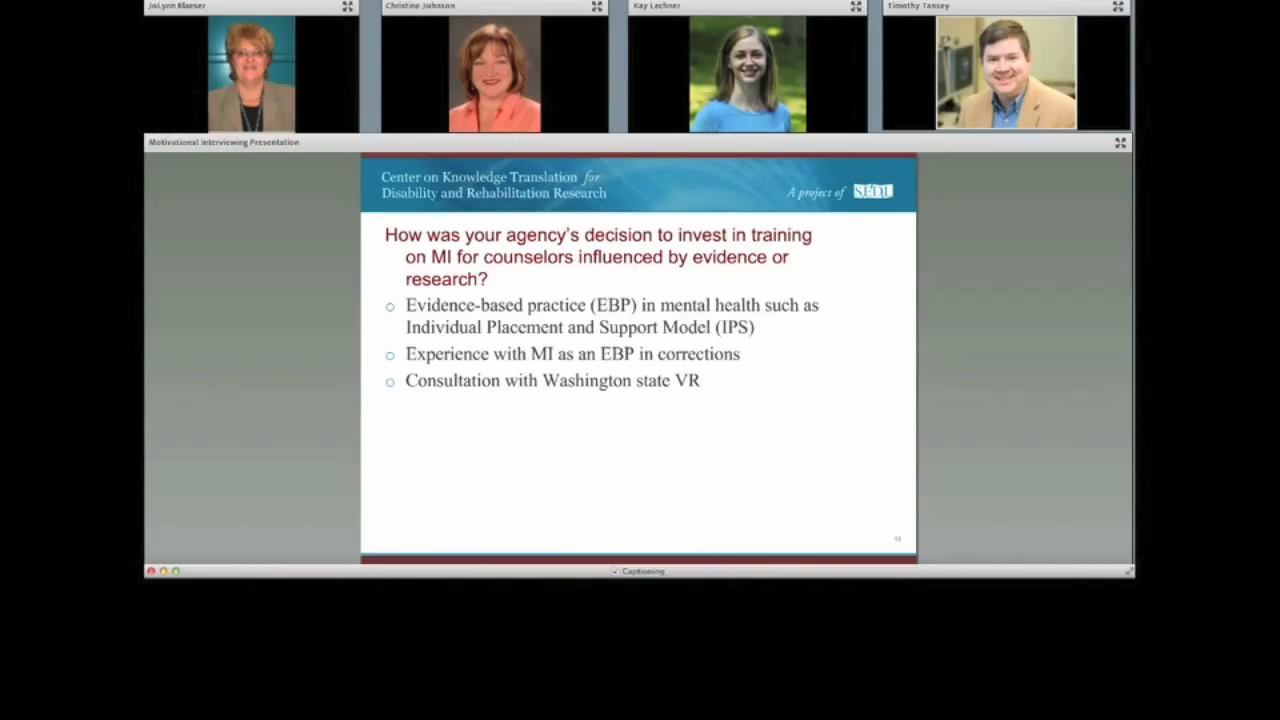 JoLynn Blaeser
Christine Johnson
Kay Lechner
Timothy Tansey
Motivational Interviewing Presentation
Center on Knowledge Translation for
Disability and Rehabilitation Research
A project of SEDL
How was your agency's decision to invest in training
on MI for counselors influenced by evidence or
research?
Evidence-based practice (EBP) in mental health such as
Individual Placement and Support Model (IPS)
Experience with MI as an EBP in corrections
Consultation with Washington state VR
13
Captioning